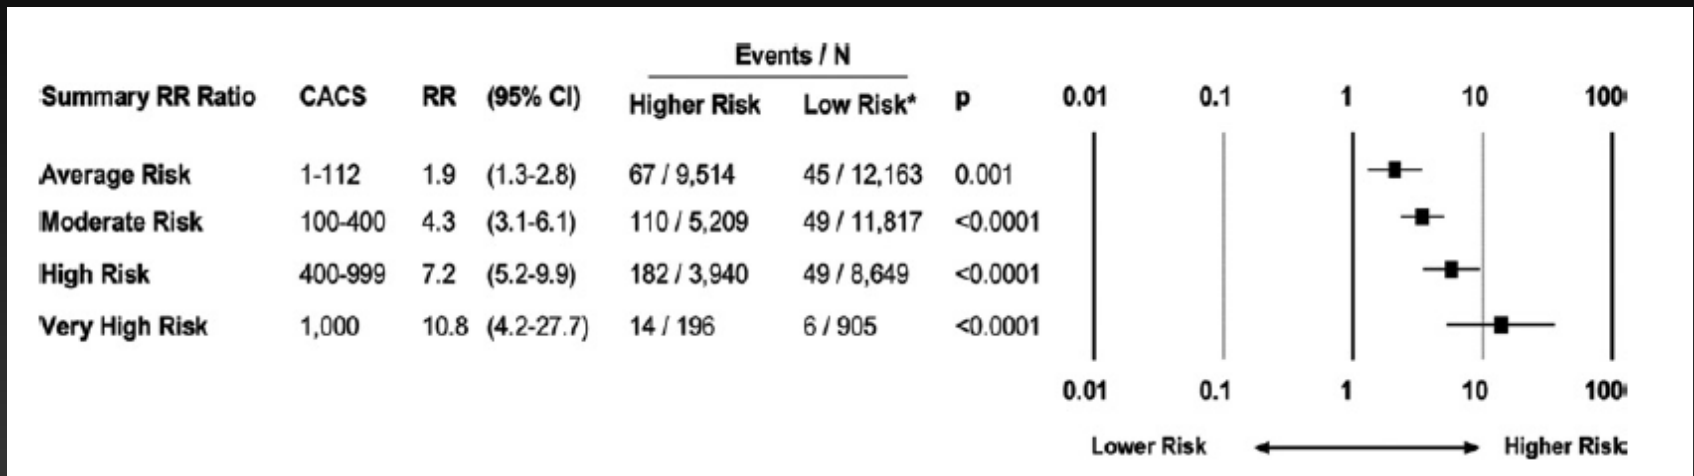 Events / N
Summary RR Ratio CACS RR (95% CI) Higher Risk Low Risk* p 0.01 0.1 1 10 100
Average Risk 1-112 1.9 (1.3-2.8) 67 / 9,514 45 / 12,163 0.001
Moderate Risk 100-400 4.3 (3.1-6.1) 110 / 5,209 49 / 11,817 <0.0001
High Risk 400-999 7.2 (5.2-9.9) 182 / 3,940 49 / 8,649 <0.0001
Very High Risk 1,000 10.8 (4.2-27.7) 14 / 196 6 / 905 <0.0001
0.01 0.1 1 10 100
Lower Risk Higher Risk